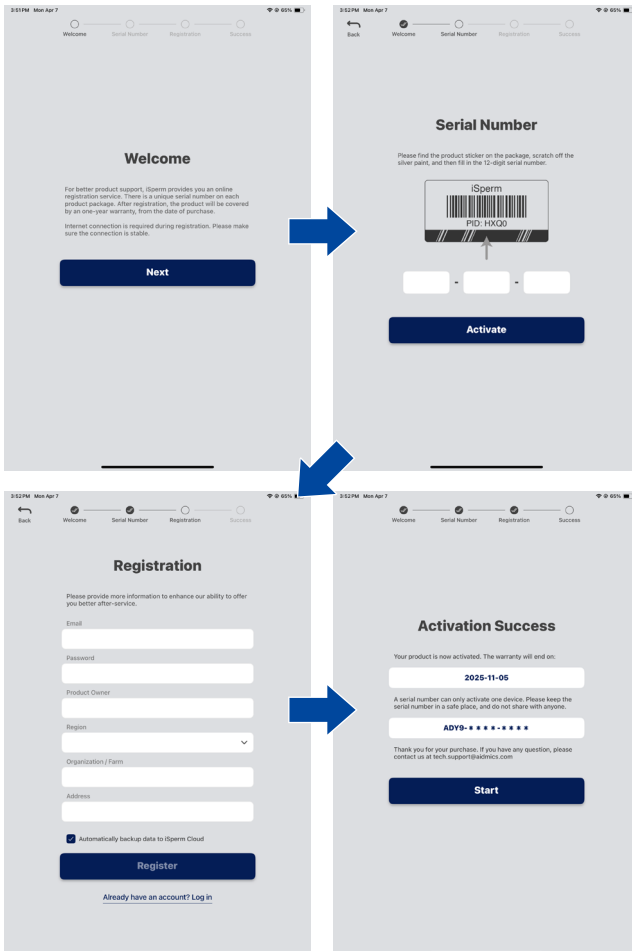 3:51 PM Mon Apr 7
65%
Welcome
Serial Number
Registration
Success
Welcome
For better product support, iSperm provides you an online
registration service. There is a unique serial number on each
product package. After registration, the product will be covered
by an one-year warranty, from the date of purchase.
Internet connection is required during registration. Please make
sure the connection is stable.
Next
3:52 PM Mon Apr 7
65%
Back
Welcome
Serial Number
Registration
Success
Serial Number
Please find the product sticker on the package, scratch off the
silver paint, and then fill in the 12-digit serial number.
iSperm
PID: HXQ0
- -
Activate
3:52 PM Mon Apr 7
65%
Back
Welcome
Serial Number
Registration
Success
Registration
Please provide more information to enhance our ability to offer
you better after-service.
Email
Password
Product Owner
Region
Organization / Farm
Address
Automatically backup data to iSperm Cloud
Register
Already have an account? Log in
3:52 PM Mon Apr 7
65%
Welcome
Serial Number
Registration
Success
Activation Success
Your product is now activated. The warranty will end on:
2025-11-05
A serial number can only activate one device. Please keep the
serial number in a safe place, and do not share with anyone.
ADY9-****-****
Thank you for your purchase. If you have any question, please
contact us at tech.support@aidmics.com
Start